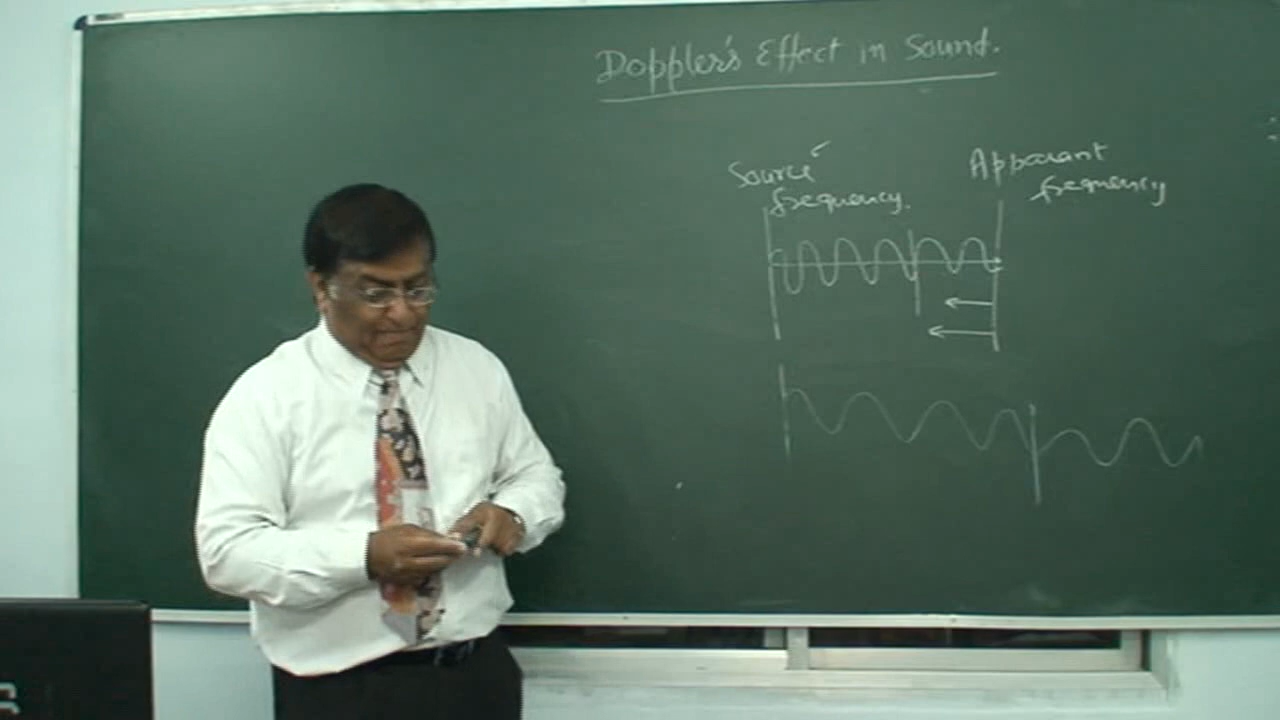 Doppler's Effect in Sound.
Source
frequency.
Apparant
frequency